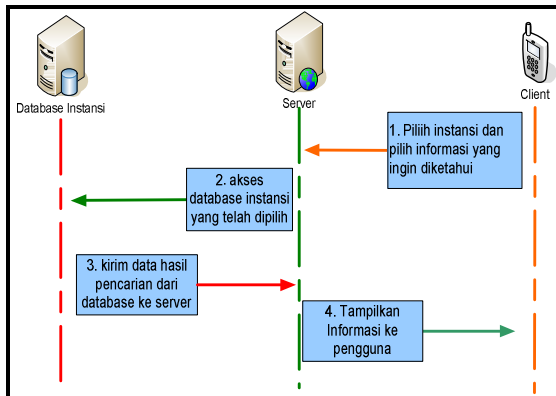 Database Instansi
Server
Client
1. Piliih instansi dan
pilih informasi yang
ingin diketahui
2. akses
database instansi
yang telah dipilih
3. kirim data hasil
pencarian dari
database ke server
4. Tampilkan
Informasi ke
pengguna